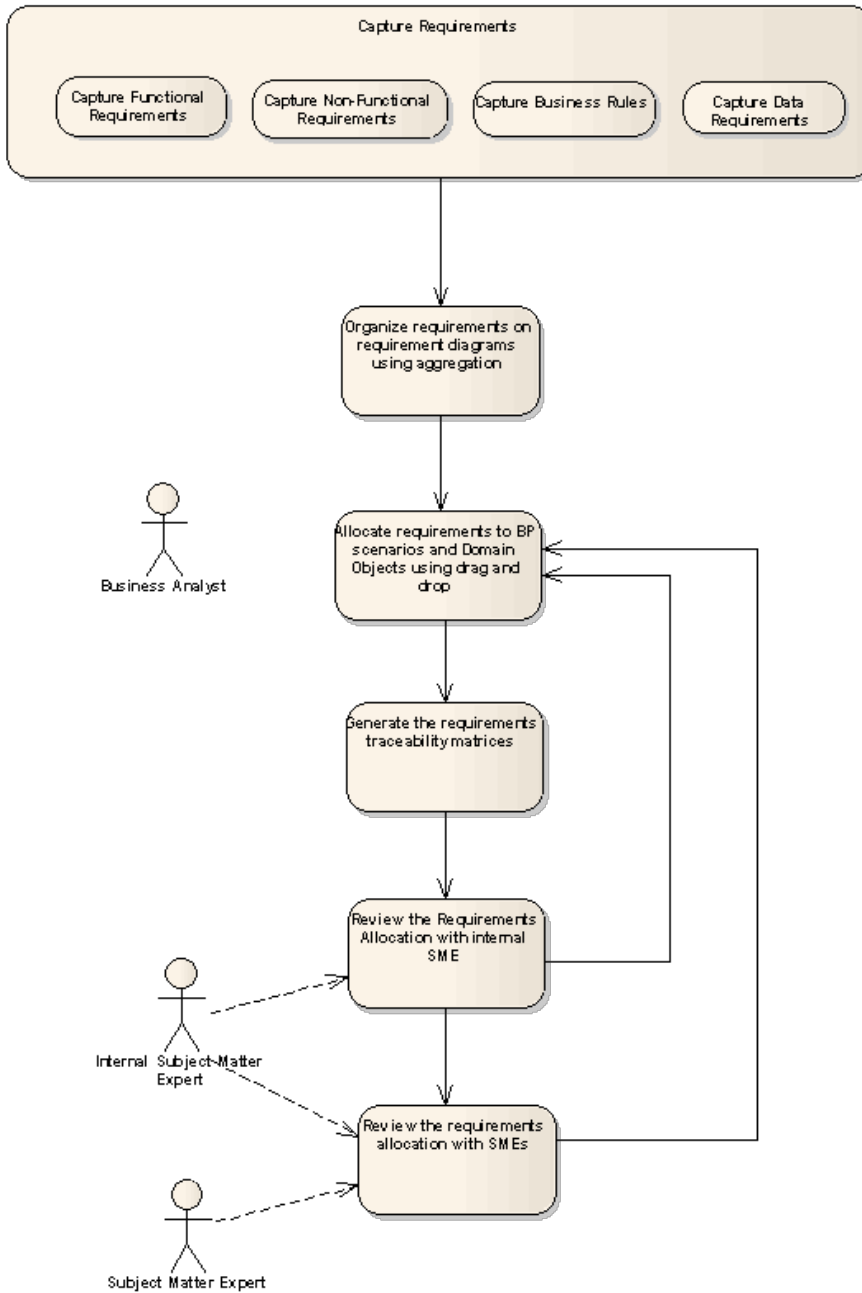 Capture Requirements
Capture Functional
Requirements
Capture Non-Functional
Requirements
Capture Business Rules
Capture Data
Requirements
Organize requirements on
requirement diagrams
using aggregation
Allocate requirements to BP
scenarios and Domain
Objects using drag and
drop
Business Analyst
Generate the requirements
traceability matrices
Review the Requirements
Allocation with internal
SME
Internal Subject Matter
Expert
Review the requirements
allocation with SMEs
Subject Matter Expert